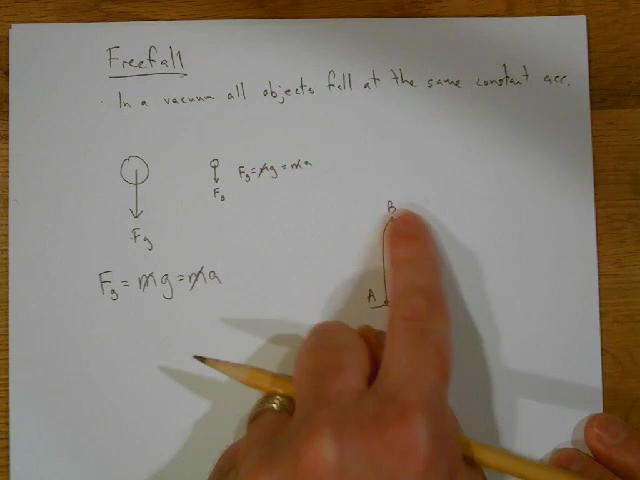 Freefall
In a vacuum all objects fall at the same constant acc.
Fg = mg = ma
Fg
Fg
Fg = mg = ma
B
A